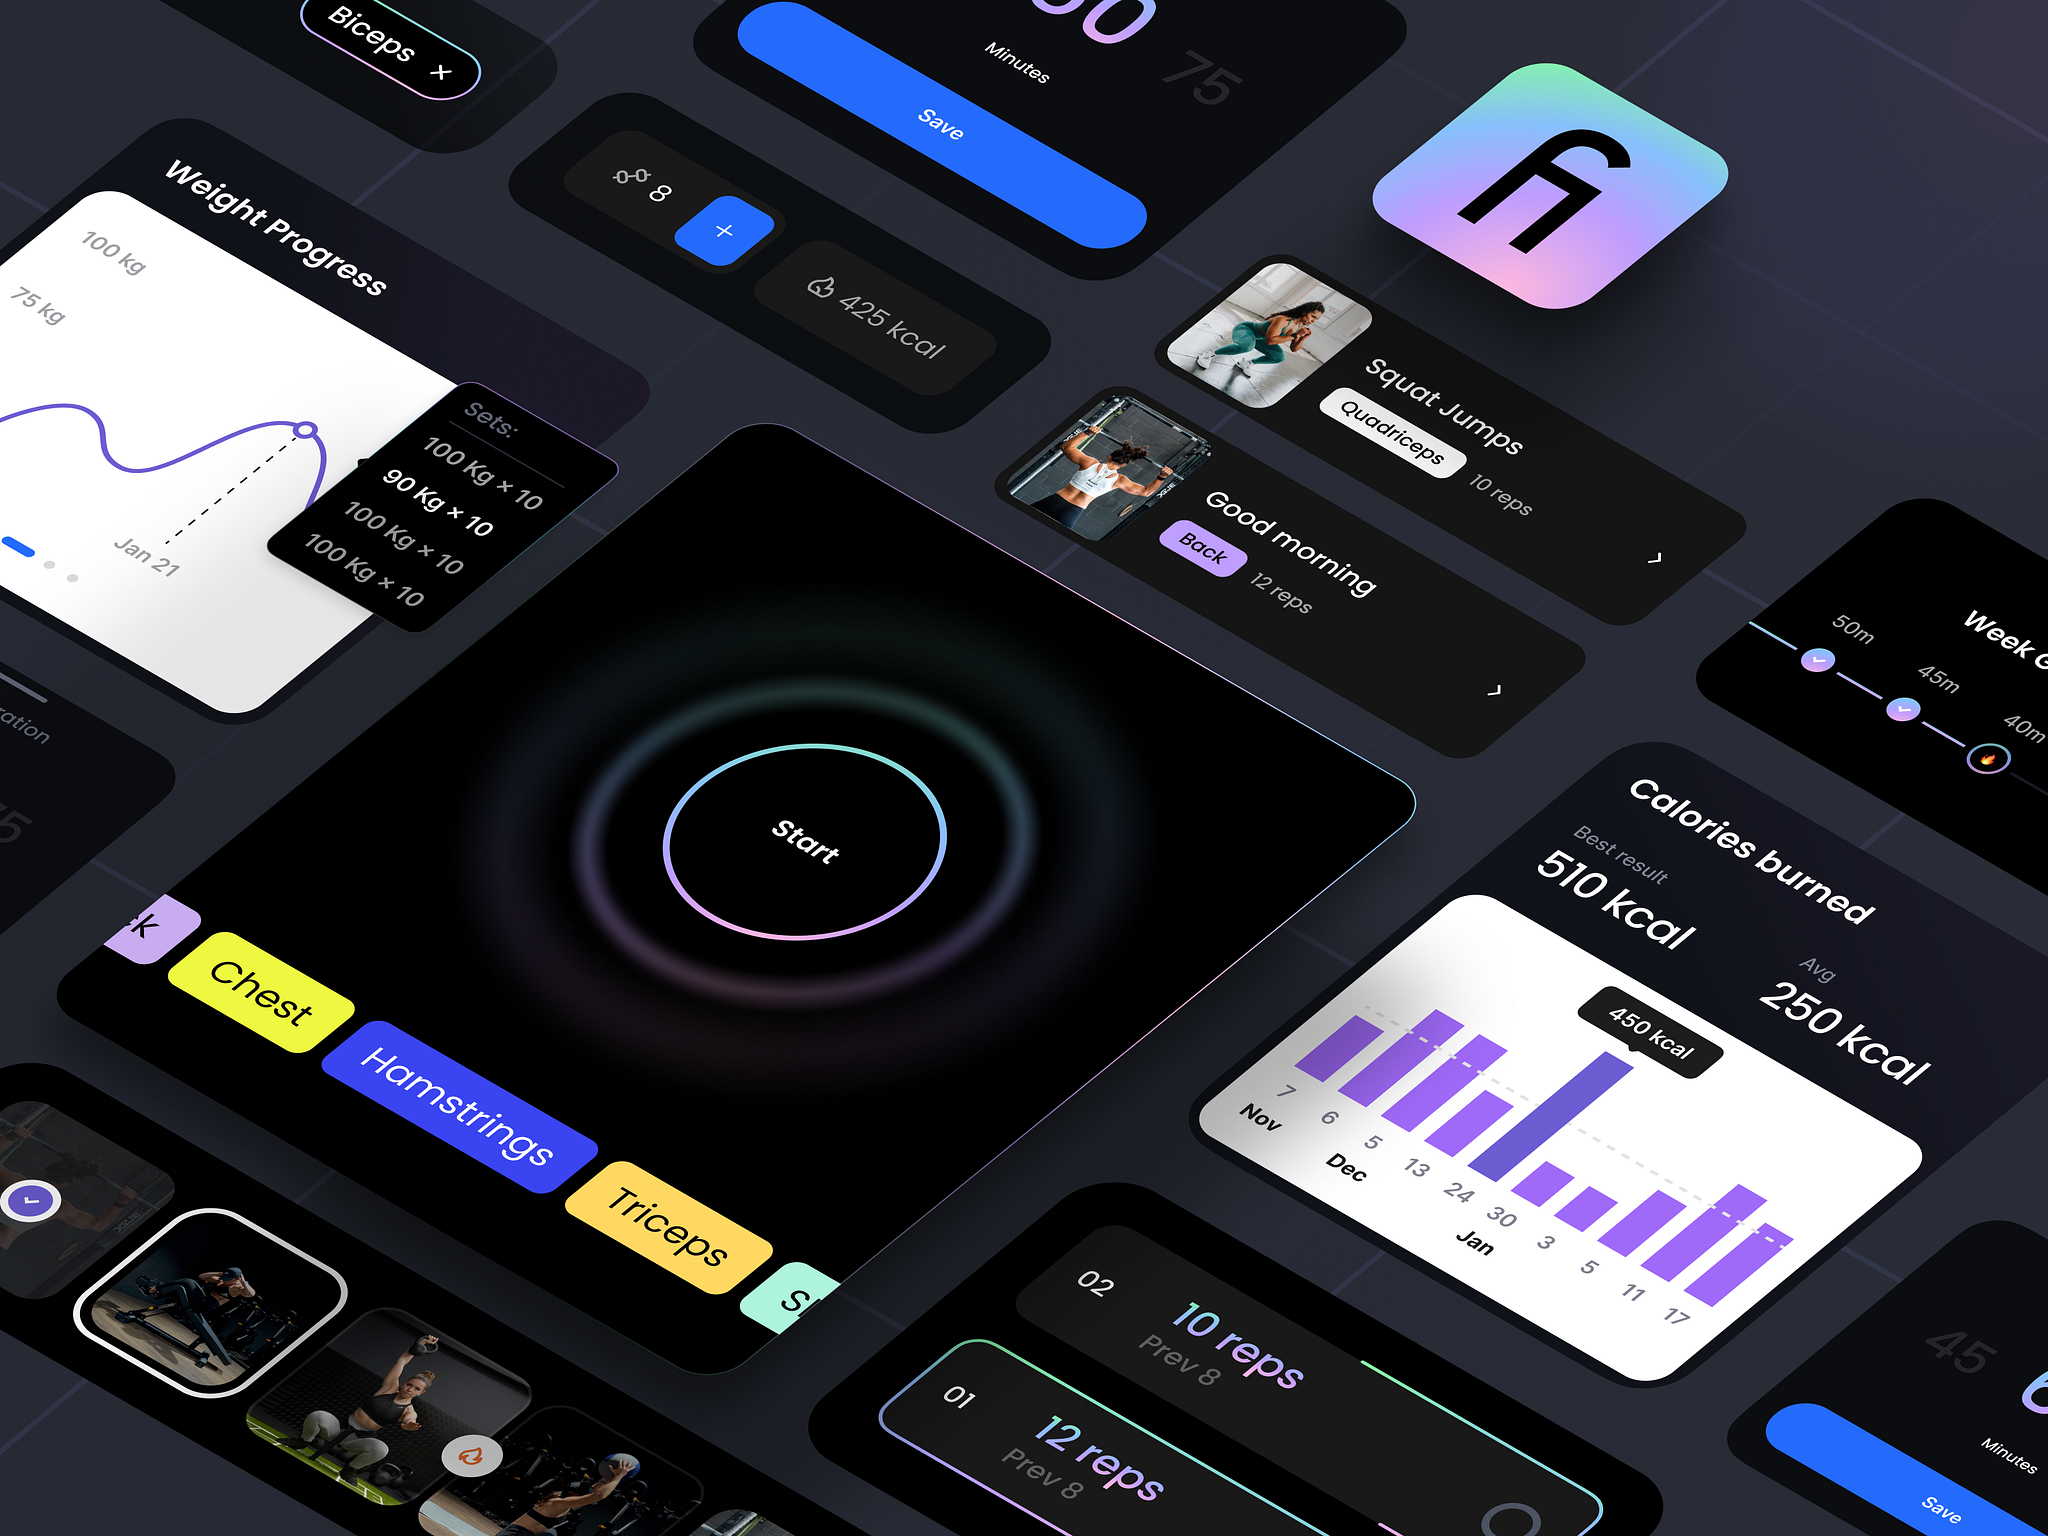 Biceps ×
50
Minutes
75
Save
fi
Weight Progress
100 kg
75 kg
Jan 21
Sets:
100 Kg × 10
90 Kg × 10
100 Kg × 10
100 Kg × 10
8
+
425 kcal
Squat Jumps
Quadriceps
10 reps
Good morning
Back
12 reps
Week
50m
45m
40m
Start
Chest
Hamstrings
Triceps
Calories burned
Best result
510 kcal
Avg
250 kcal
450 kcal
7
6
5
13
24
30
3
5
11
17
Nov
Dec
Jan
02
10 reps
Prev 8
01
12 reps
Prev 8
45
Minutes
Save